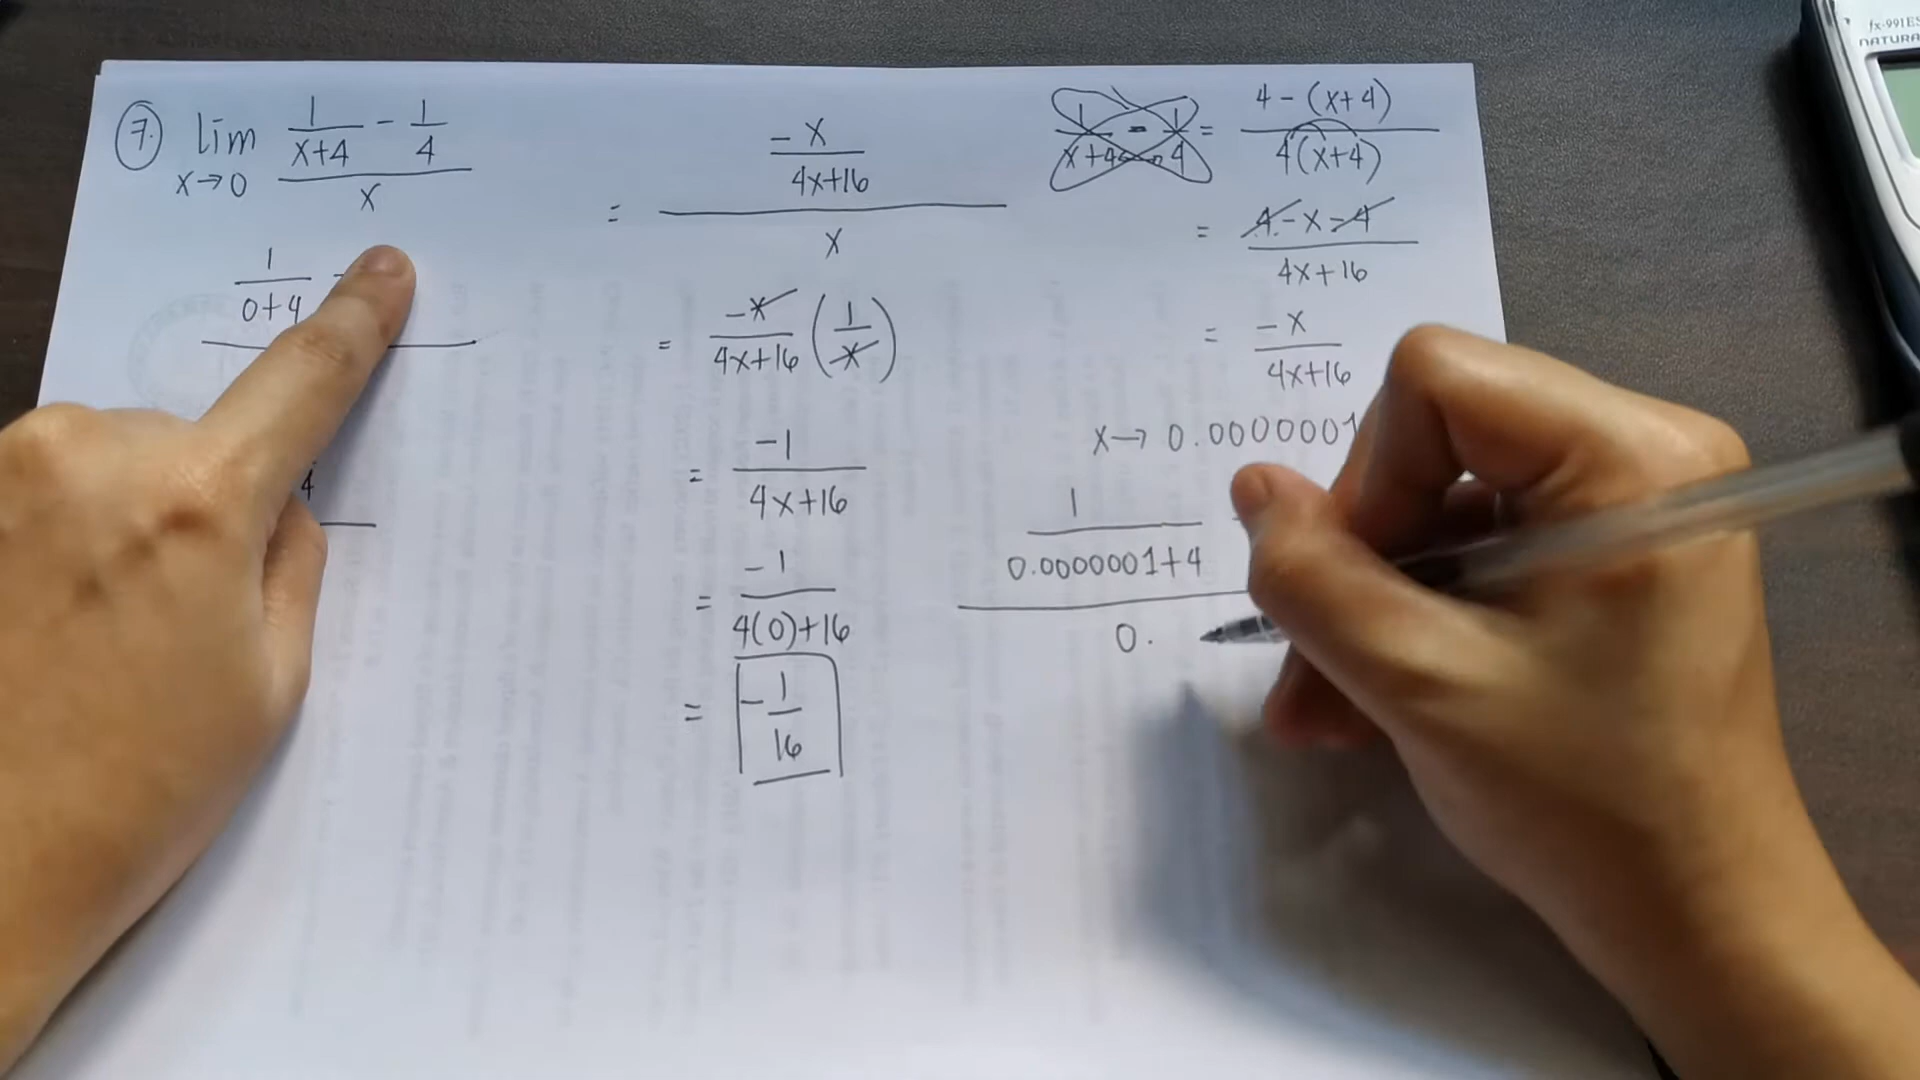 7. lim x→0 (1/(x+4) - 1/4)/x
1/(0+4) -
4
= (-x/(4x+16))/x
= -x/(4x+16) (1/x)
= -1/(4x+16)
= -1/(4(0)+16)
= -1/16
1/(x+4) - 1/4 = (4-(x+4))/(4(x+4))
= (4-x-4)/(4x+16)
= -x/(4x+16)
x→ 0.0000001
1/(0.0000001+4)
0.
fx-991ES
NATURA